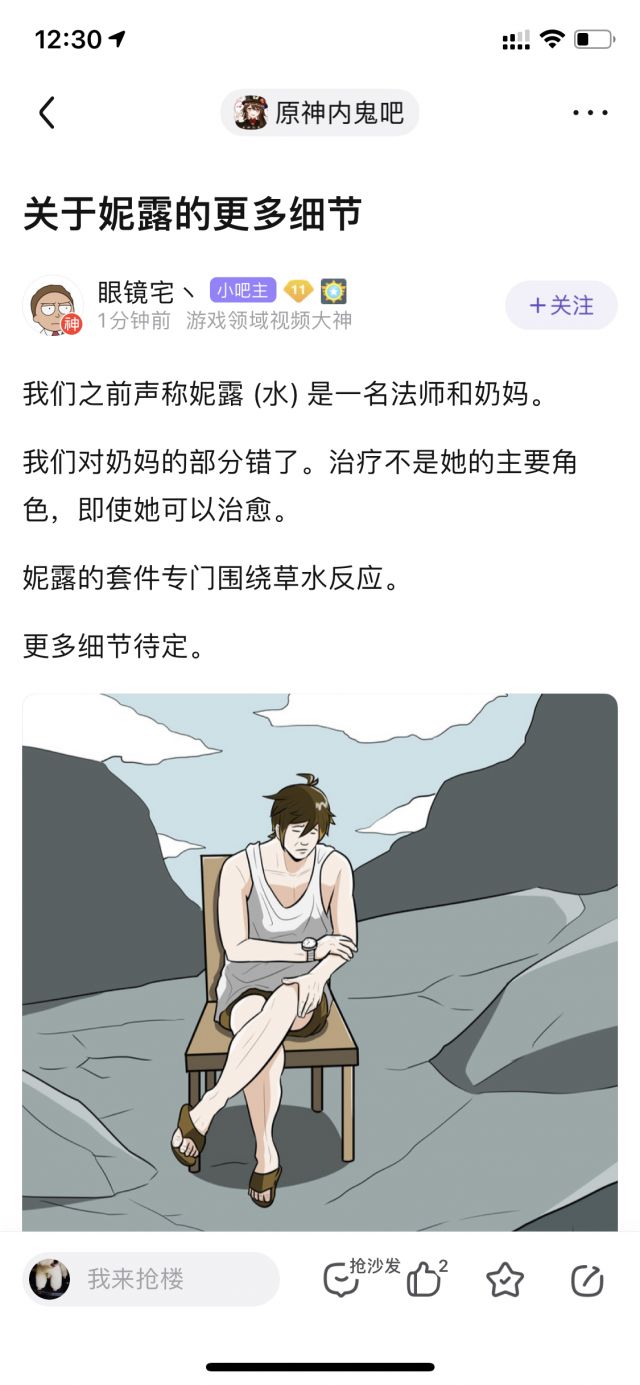 12:30
原神内鬼吧
关于妮露的更多细节
眼镜宅丶 小吧主 11
神
1分钟前 游戏领域视频大神
+关注
我们之前声称妮露 (水) 是一名法师和奶妈。
我们对奶妈的部分错了。治疗不是她的主要角
色，即使她可以治愈。
妮露的套件专门围绕草水反应。
更多细节待定。
我来抢楼
抢沙发
2